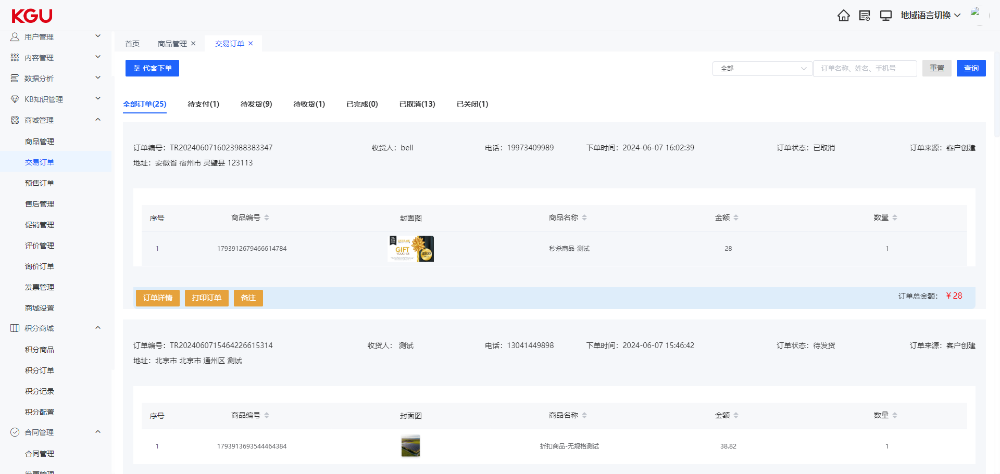 KGU
地域语言切换
用户管理
内容管理
数据分析
KB知识管理
商城管理
商品管理
交易订单
预售订单
售后管理
促销管理
评价管理
询价订单
发票管理
商城设置
积分商城
积分商品
积分订单
积分记录
积分配置
合同管理
合同管理
发票管理
首页 商品管理 × 交易订单 ×
代客下单 全部 订单名称、姓名、手机号 重置 查询
全部订单(25) 待支付(1) 待发货(9) 待收货(1) 已完成(0) 已取消(13) 已关闭(1)
订单编号：TR2024060716023988383347 收货人：bell 电话：19973409989 下单时间：2024-06-07 16:02:39 订单状态：已取消 订单来源：客户创建
地址：安徽省 宿州市 灵璧县 123113
序号 商品编号 封面图 商品名称 金额 数量
1 1793912679466614784 GIFT VOUCHER $800 秒杀商品-测试 28 1
订单详情 打印订单 备注 订单总金额： ¥ 28
订单编号：TR2024060715464226615314 收货人： 测试 电话：13041449898 下单时间：2024-06-07 15:46:42 订单状态：待发货 订单来源：客户创建
地址：北京市 北京市 通州区 测试
序号 商品编号 封面图 商品名称 金额 数量
1 1793913693544464384 折扣商品-无规格测试 38.82 1